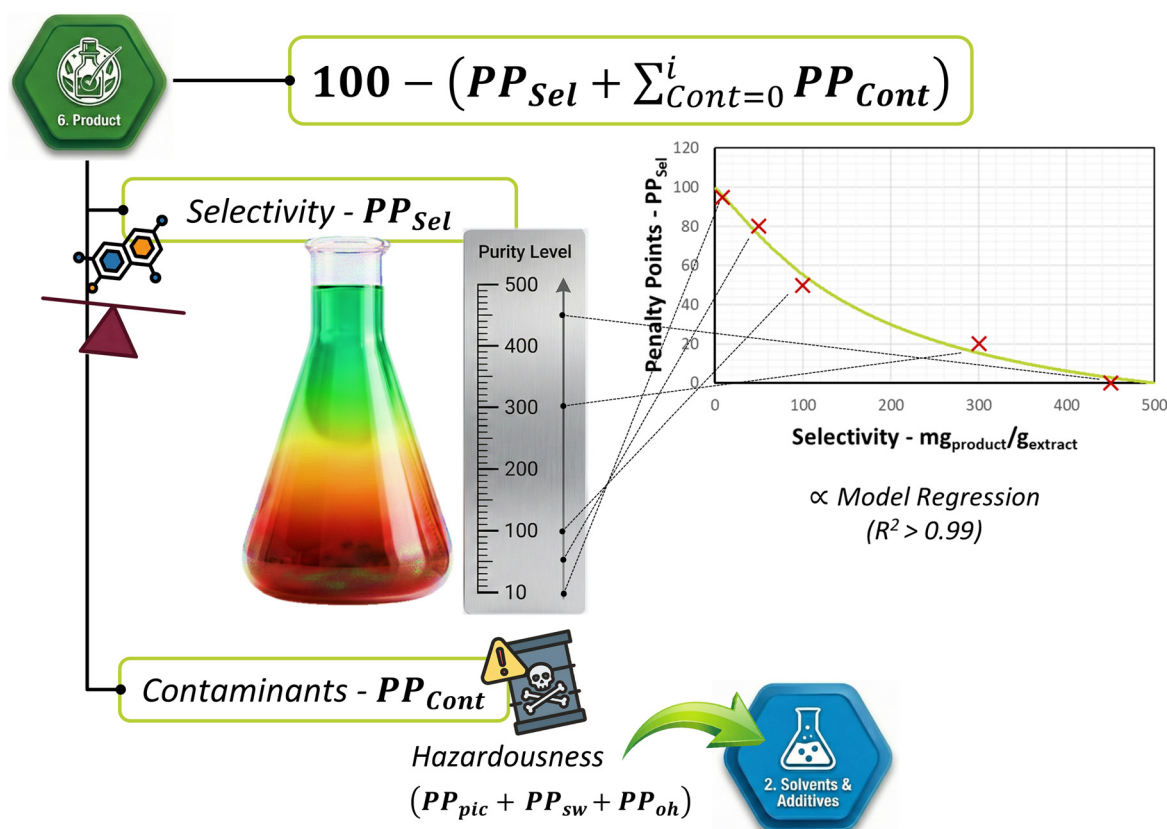 6. Product
100 − (PP_Sel + ∑^i_Cont=0 PP_Cont)
Selectivity - PP_Sel
Purity Level
500
400
300
200
100
10
120
100
80
60
40
20
0
Penalty Points - PP_Sel
0 100 200 300 400 500
Selectivity - mg_product/g_extract
∝ Model Regression
(R² > 0.99)
Contaminants - PP_Cont
Hazardousness
(PP_pic + PP_sw + PP_oh)
2. Solvents &
Additives